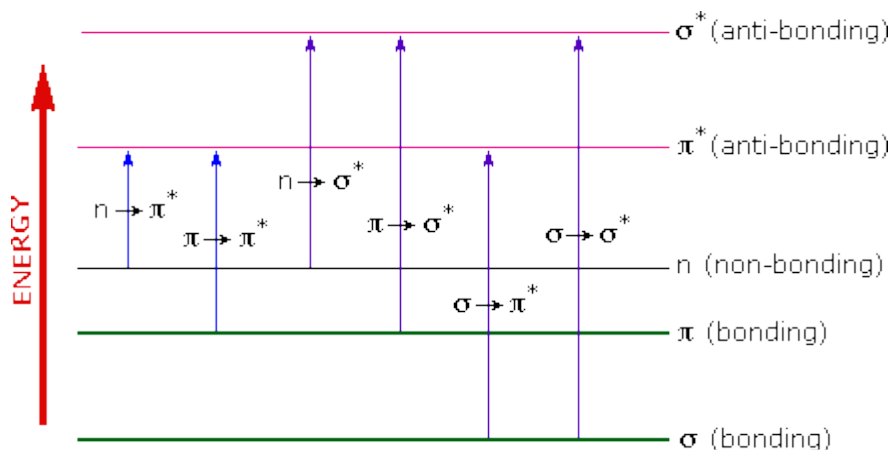 σ* (anti-bonding)
π* (anti-bonding)
n → σ*
n → π*
π → σ*
π → π*
σ → σ*
n (non-bonding)
σ → π*
π (bonding)
σ (bonding)
ENERGY